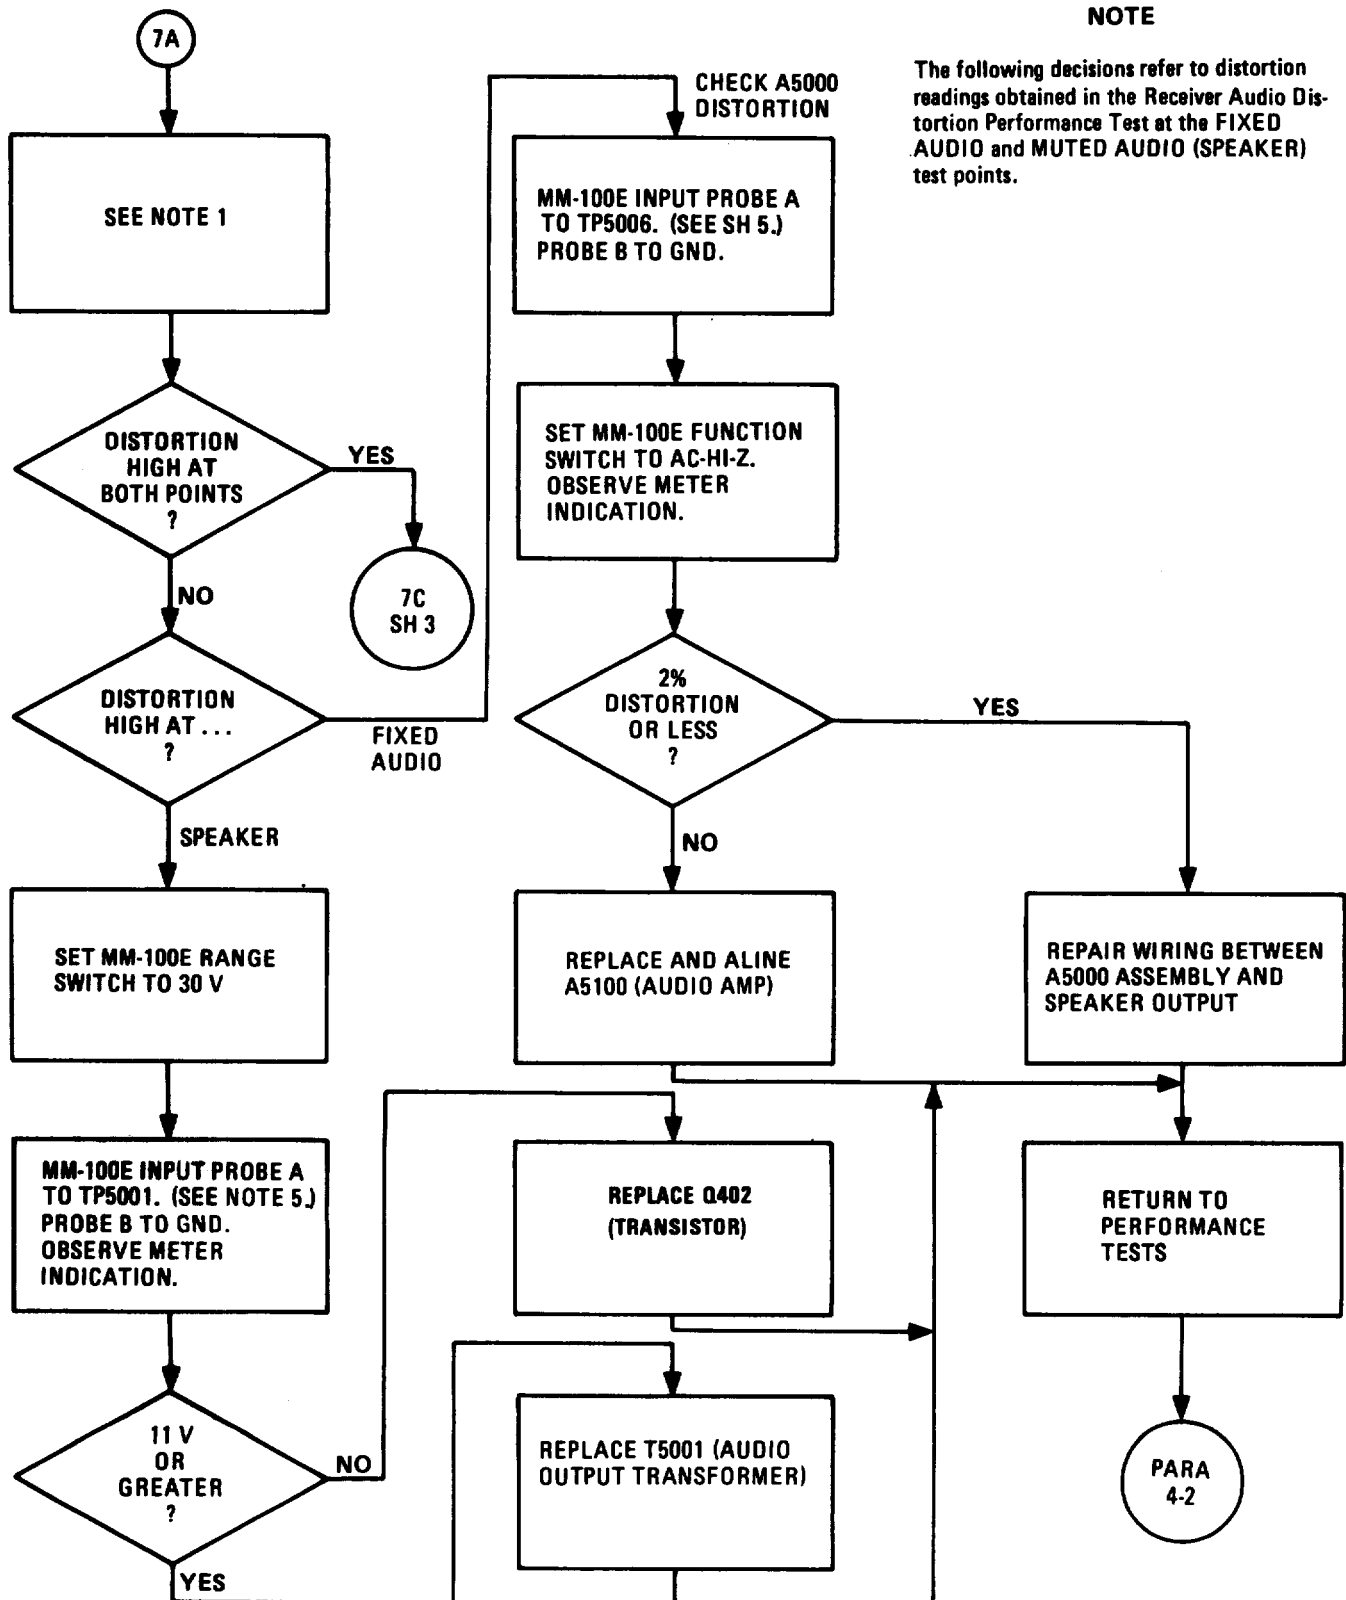 7A
SEE NOTE 1
DISTORTION
HIGH AT
BOTH POINTS
?
YES
7C
SH 3
NO
DISTORTION
HIGH AT ...
?
FIXED
AUDIO
SPEAKER
SET MM-100E RANGE
SWITCH TO 30 V
MM-100E INPUT PROBE A
TO TP5001. (SEE NOTE 5.)
PROBE B TO GND.
OBSERVE METER
INDICATION.
11 V
OR
GREATER
?
NO
YES
CHECK A5000
DISTORTION
MM-100E INPUT PROBE A
TO TP5006. (SEE SH 5.)
PROBE B TO GND.
SET MM-100E FUNCTION
SWITCH TO AC-HI-Z.
OBSERVE METER
INDICATION.
2%
DISTORTION
OR LESS
?
YES
NO
REPLACE AND ALINE
A5100 (AUDIO AMP)
REPLACE Q402
(TRANSISTOR)
REPLACE T5001 (AUDIO
OUTPUT TRANSFORMER)
NOTE
The following decisions refer to distortion
readings obtained in the Receiver Audio Dis-
tortion Performance Test at the FIXED
AUDIO and MUTED AUDIO (SPEAKER)
test points.
REPAIR WIRING BETWEEN
A5000 ASSEMBLY AND
SPEAKER OUTPUT
RETURN TO
PERFORMANCE
TESTS
PARA
4-2